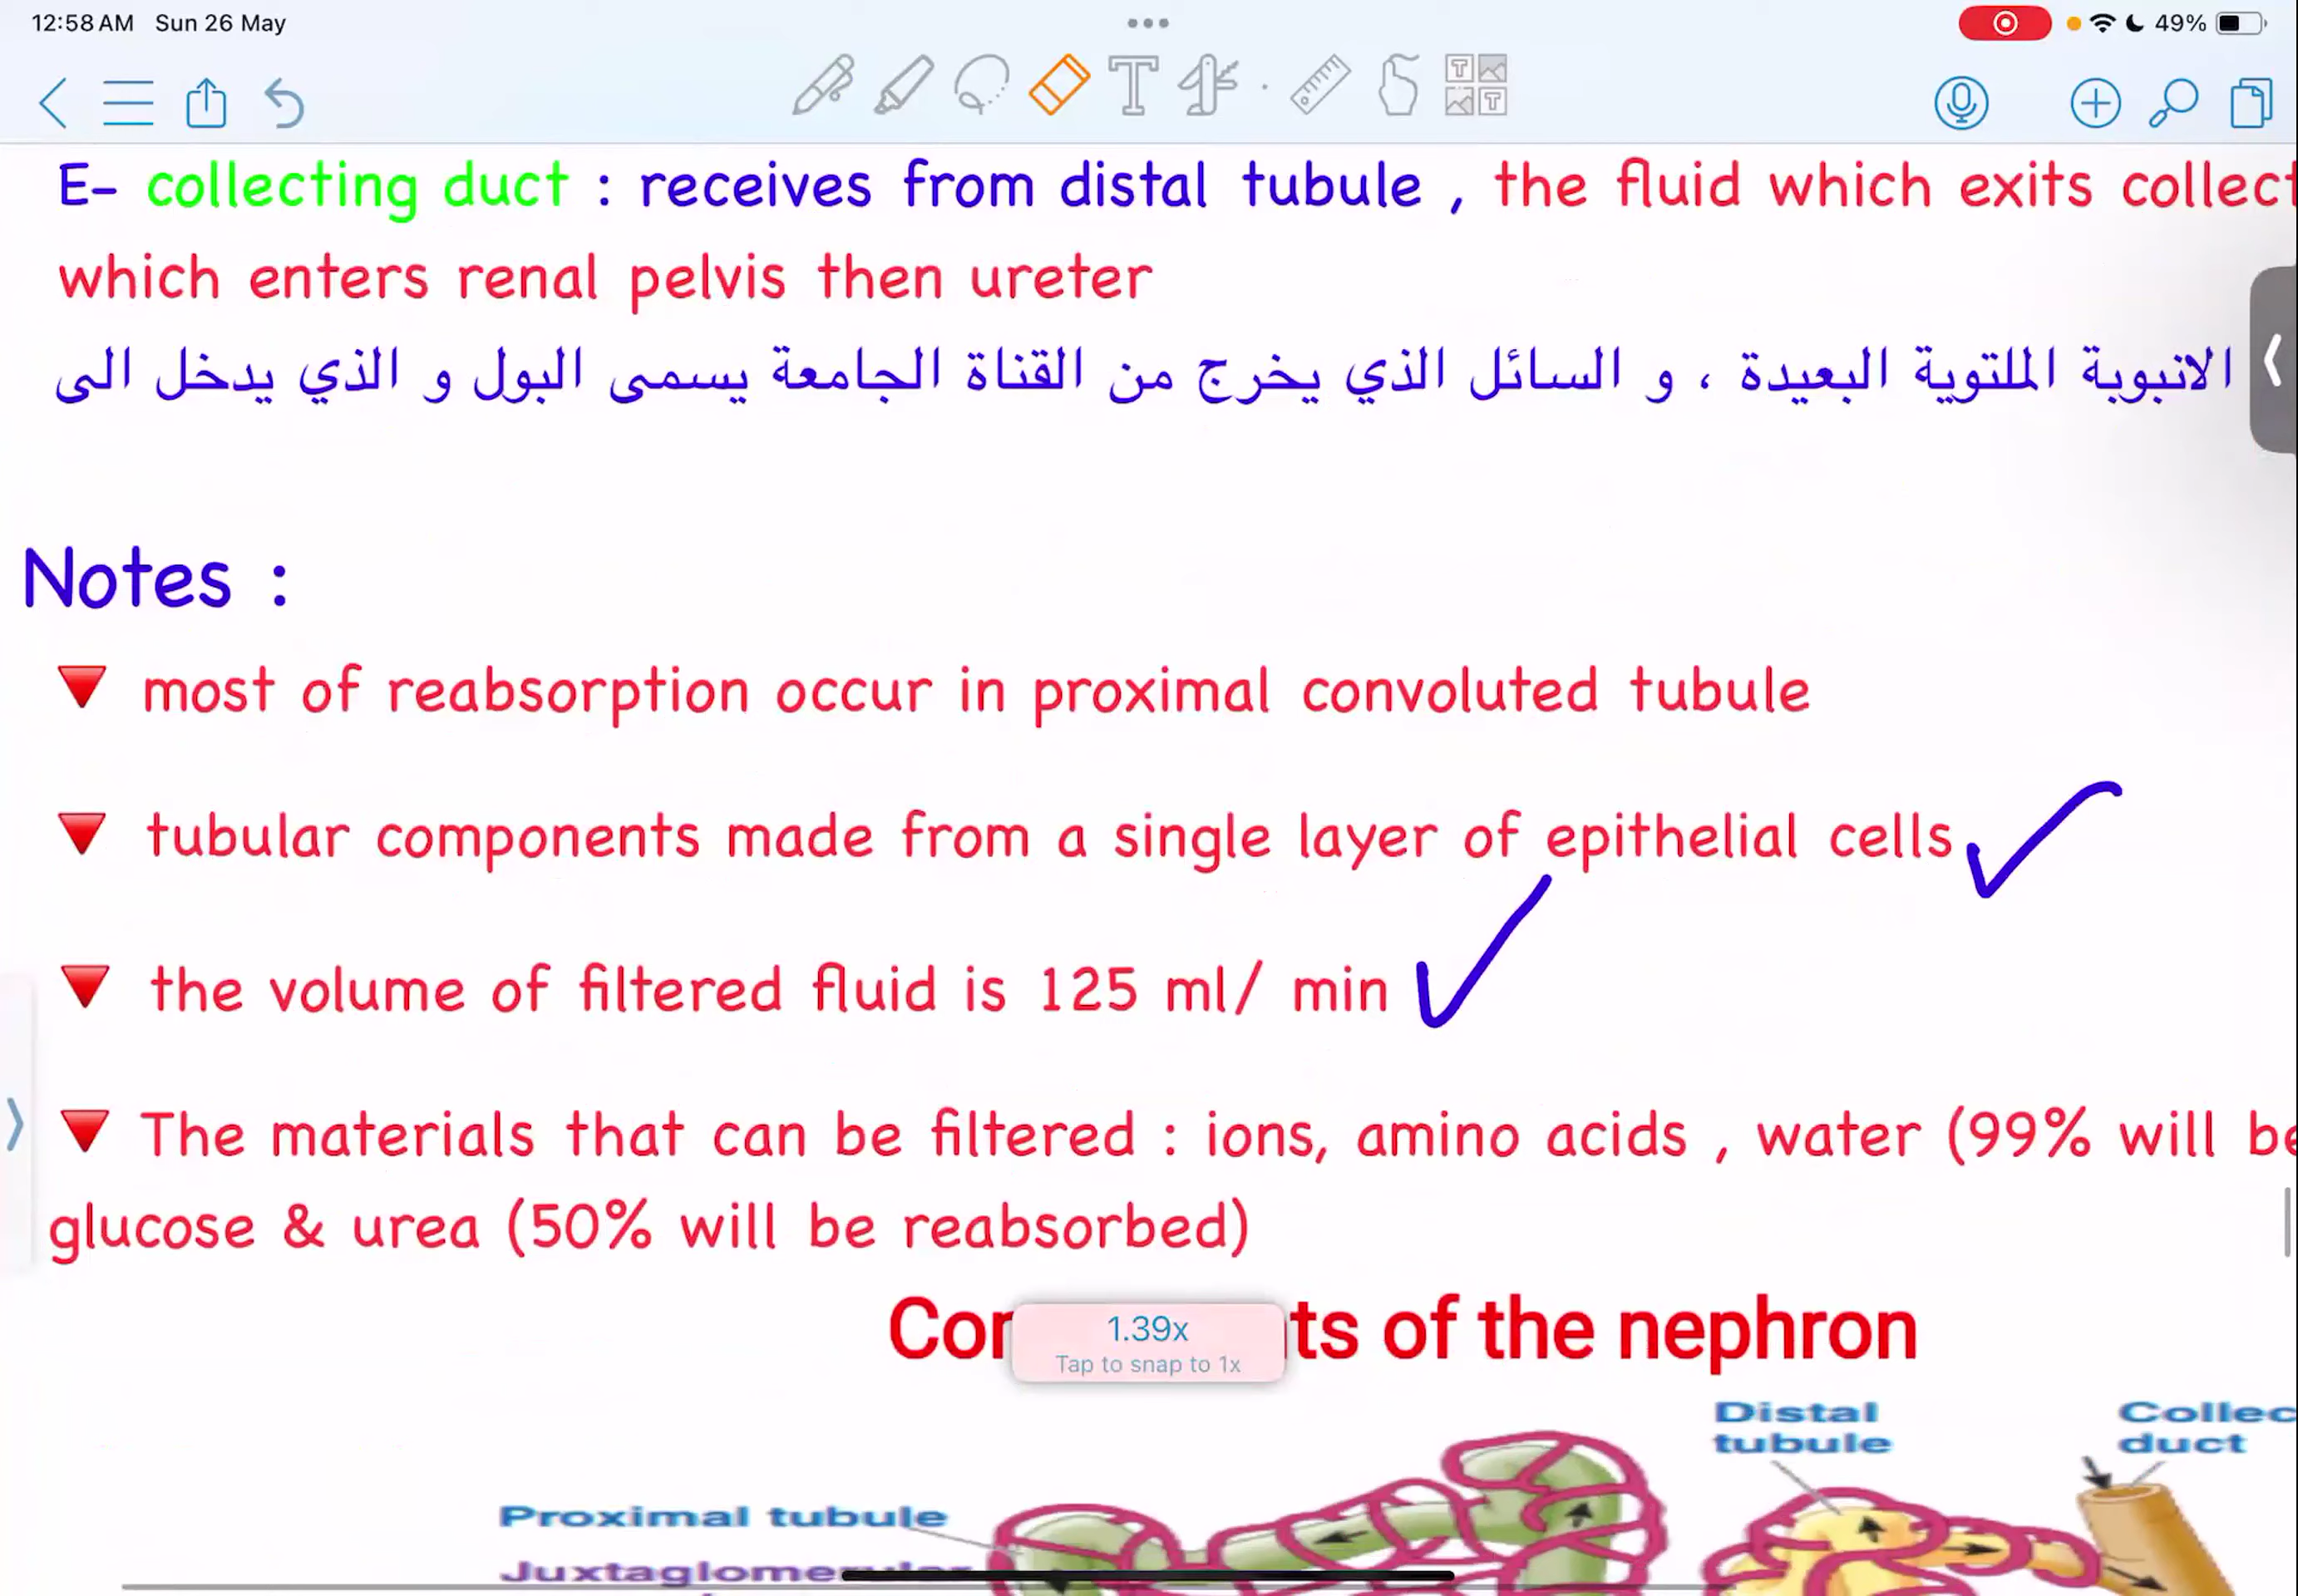 12:58 AM Sun 26 May
49%
E- collecting duct : receives from distal tubule , the fluid which exits collect
which enters renal pelvis then ureter
الانبوبة الملتوية البعيدة ، و السائل الذي يخرج من القناة الجامعة يسمى البول و الذي يدخل الى
Notes :
most of reabsorption occur in proximal convoluted tubule
tubular components made from a single layer of epithelial cells
the volume of filtered fluid is 125 ml/ min
The materials that can be filtered : ions, amino acids , water (99% will be
glucose & urea (50% will be reabsorbed)
ts of the nephron
1.39x
Tap to snap to 1x
Distal
tubule
Collec
duct
Proximal tubule
Juxtaglomerular